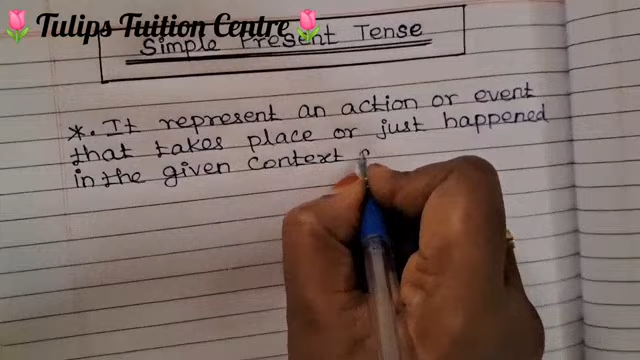 🌷Tulips Tuition Centre🌷
Simple Present Tense
*. It represent an action or event
that takes place or just happened
in the given context